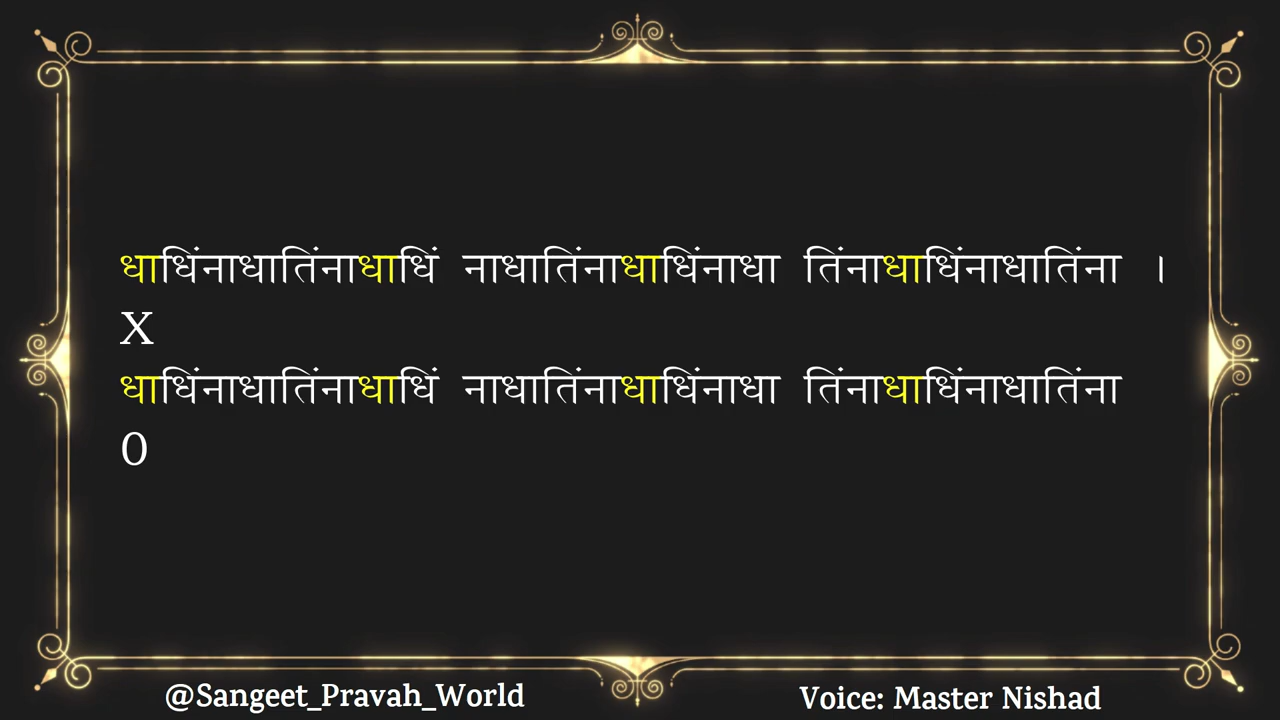 धाधिंनाधातिंनाधाधिं नाधातिंनाधाधिंनाधा तिंनाधाधिंनाधातिंना ।
X
धाधिंनाधातिंनाधाधिं नाधातिंनाधाधिंनाधा तिंनाधाधिंनाधातिंना
0
@Sangeet_Pravah_World
Voice: Master Nishad